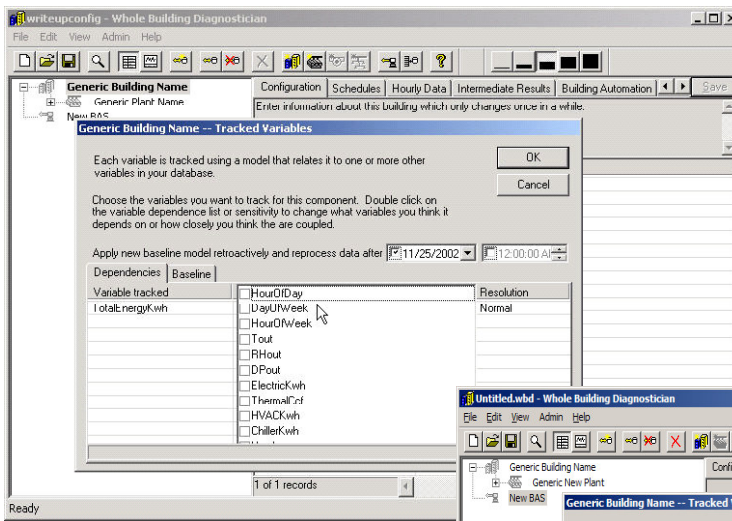 writeupconfig - Whole Building Diagnostician
File Edit View Admin Help
Generic Building Name
Generic Plant Name
New BAS
Configuration Schedules Hourly Data Intermediate Results Building Automation Save
Enter information about this building which only changes once in a while.
Generic Building Name -- Tracked Variables
Each variable is tracked using a model that relates it to one or more other
variables in your database.
OK
Cancel
Choose the variables you want to track for this component. Double click on
the variable dependence list or sensitivity to change what variables you think it
depends on or how closely you think the are coupled.
Apply new baseline model retroactively and reprocess data after 11/25/2002 12:00:00 A
Dependencies Baseline
Variable tracked HourOfDay Resolution
TotalEnergyKwh DayOfWeek Normal
HourOfWeek
Tout
RHout
DPout
ElectricKwh
ThermalCcf
HVACKwh
ChillerKwh
1 of 1 records
Ready
Untitled.wbd - Whole Building Diagnostician
File Edit View Admin Help
Generic Building Name Confi
Generic New Plant
New BAS
Generic Building Name -- Tracked